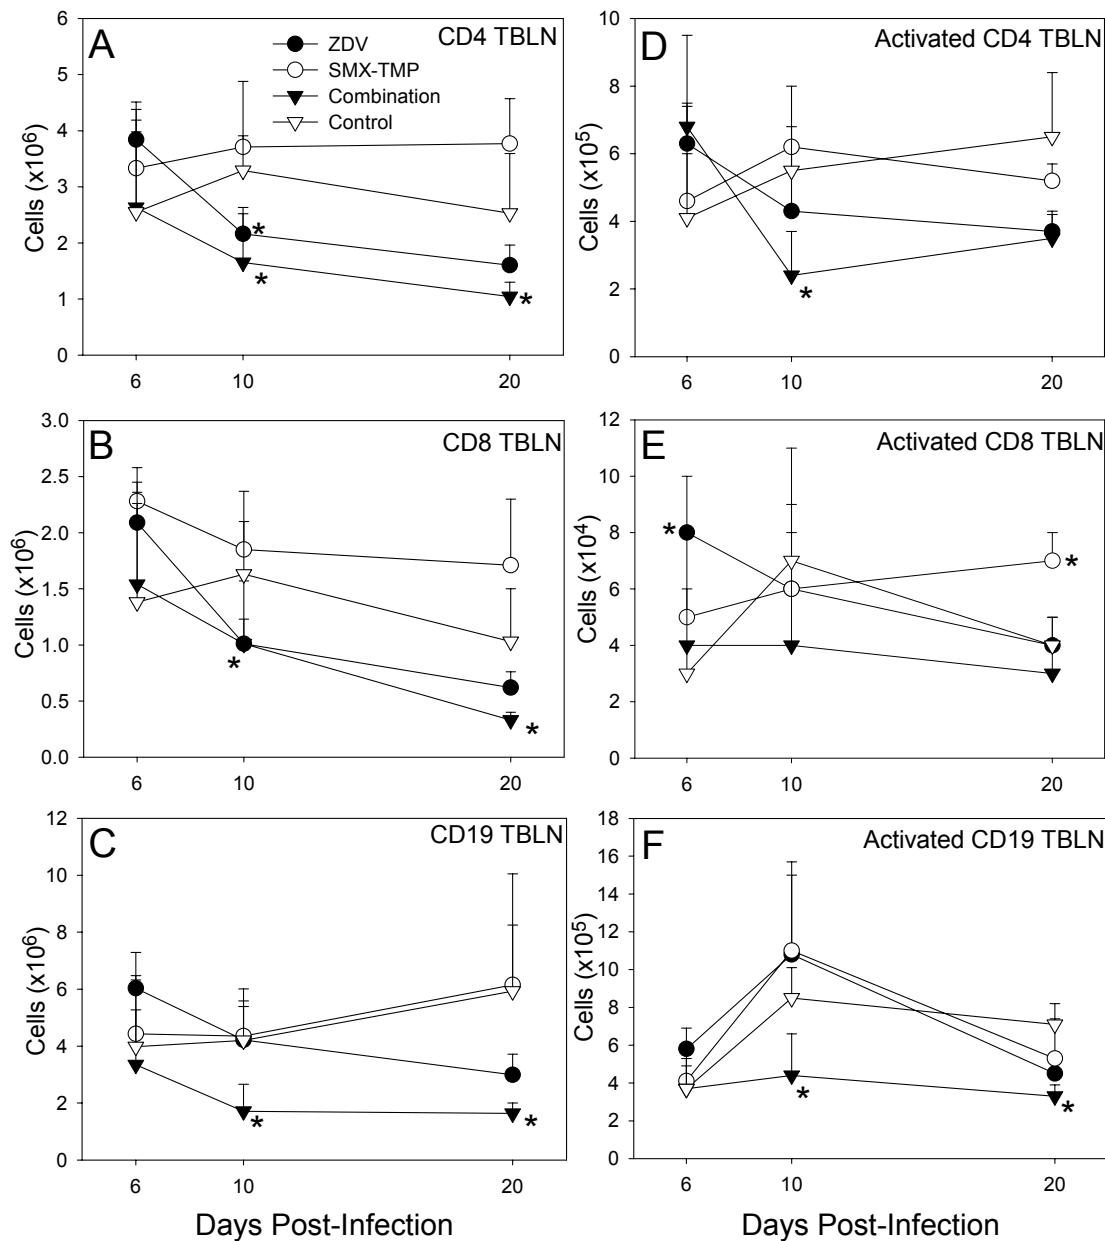 A
CD4 TBLN
ZDV
SMX-TMP
Combination
Control
Cells (x10⁶)
6
5
4
3
2
1
0
*
*
*
6 10 20
D
Activated CD4 TBLN
Cells (x10⁵)
10
8
6
4
2
0
*
6 10 20
B
CD8 TBLN
Cells (x10⁶)
3.0
2.5
2.0
1.5
1.0
0.5
0.0
*
*
6 10 20
E
Activated CD8 TBLN
Cells (x10⁴)
12
10
8
6
4
2
0
*
*
6 10 20
C
CD19 TBLN
Cells (x10⁶)
12
10
8
6
4
2
0
*
*
6 10 20
Days Post-Infection
F
Activated CD19 TBLN
Cells (x10⁵)
18
16
14
12
10
8
6
4
2
0
*
*
6 10 20
Days Post-Infection